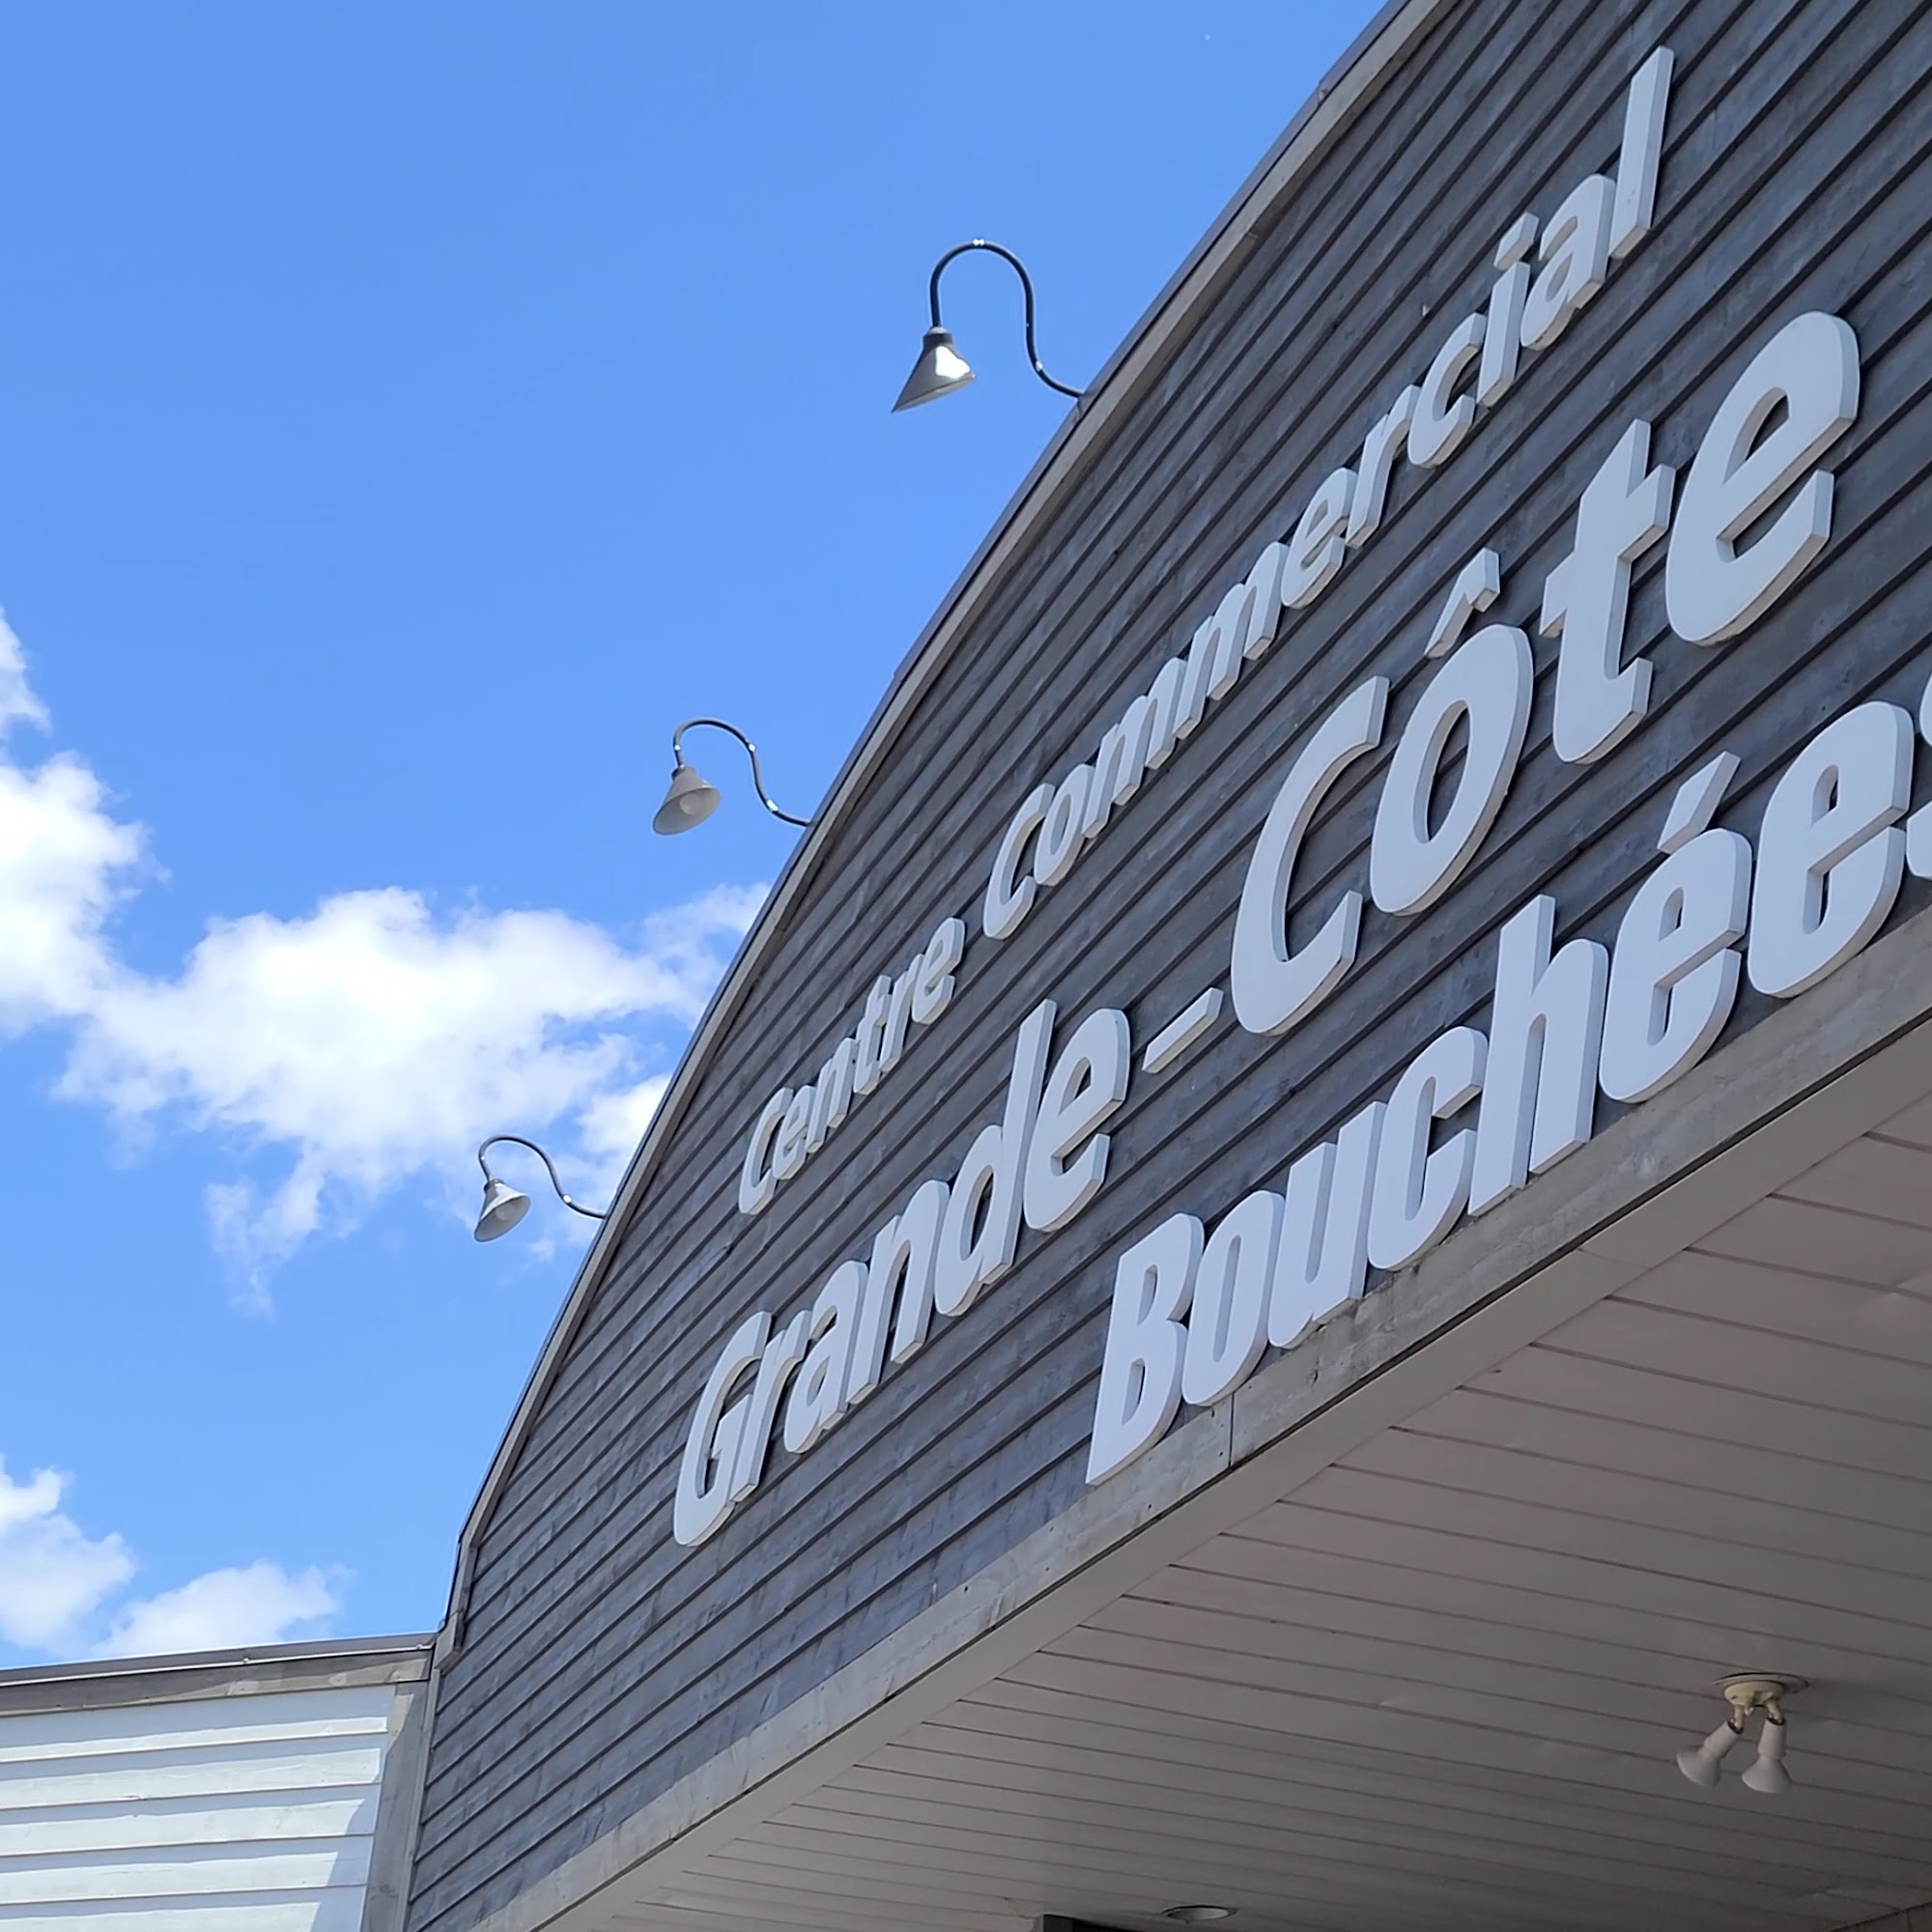 Centre Commercial
Grande-Côte
Bouchées